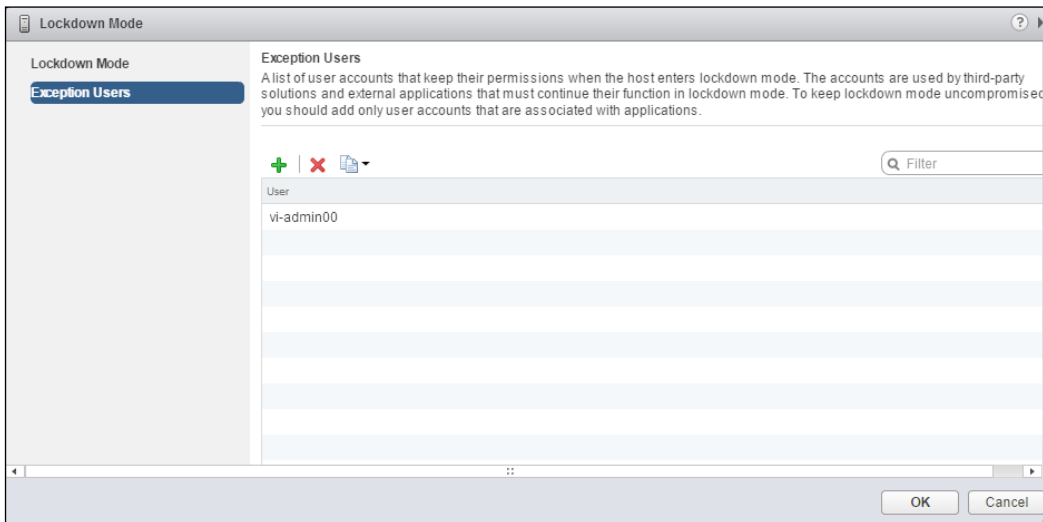 Lockdown Mode
?
Lockdown Mode
Exception Users
Exception Users
A list of user accounts that keep their permissions when the host enters lockdown mode. The accounts are used by third-party
solutions and external applications that must continue their function in lockdown mode. To keep lockdown mode uncompromised
you should add only user accounts that are associated with applications.
Filter
User
vi-admin00
OK
Cancel